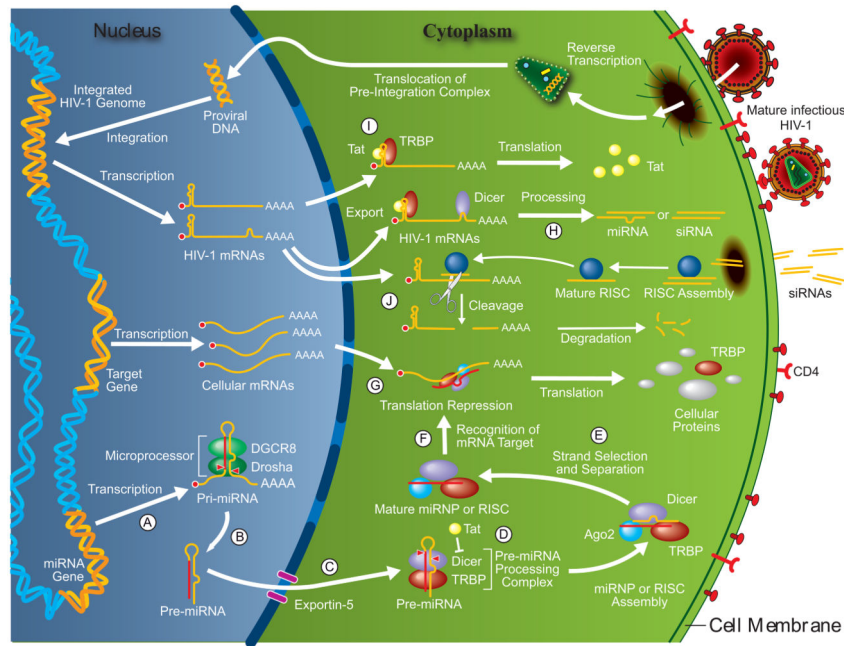 Nucleus
Cytoplasm
Reverse
Transcription
Integrated
HIV-1 Genome
Translocation of
Pre-Integration Complex
Proviral
DNA
Mature infectious
HIV-1
Integration
I
Tat
TRBP
AAAA
Translation
Tat
Transcription
AAAA
AAAA
HIV-1 mRNAs
Export
Dicer
AAAA
HIV-1 mRNAs
Processing
H
miRNA or siRNA
siRNAs
AAAA
Mature RISC
RISC Assembly
J
Cleavage
AAAA
Degradation
Transcription
Target
Gene
AAAA
AAAA
AAAA
Cellular mRNAs
G
AAAA
Translation Repression
Translation
TRBP
Cellular
Proteins
CD4
F
Recognition of
mRNA Target
E
Strand Selection
and Separation
Microprocessor
DGCR8
Drosha
AAAA
Pri-miRNA
Transcription
A
B
Mature miRNP or RISC
Tat
D
Dicer
TRBP
Pre-miRNA
Processing
Complex
Pre-miRNA
Ago2
Dicer
TRBP
miRNP or RISC
Assembly
miRNA
Gene
Pre-miRNA
C
Exportin-5
Cell Membrane